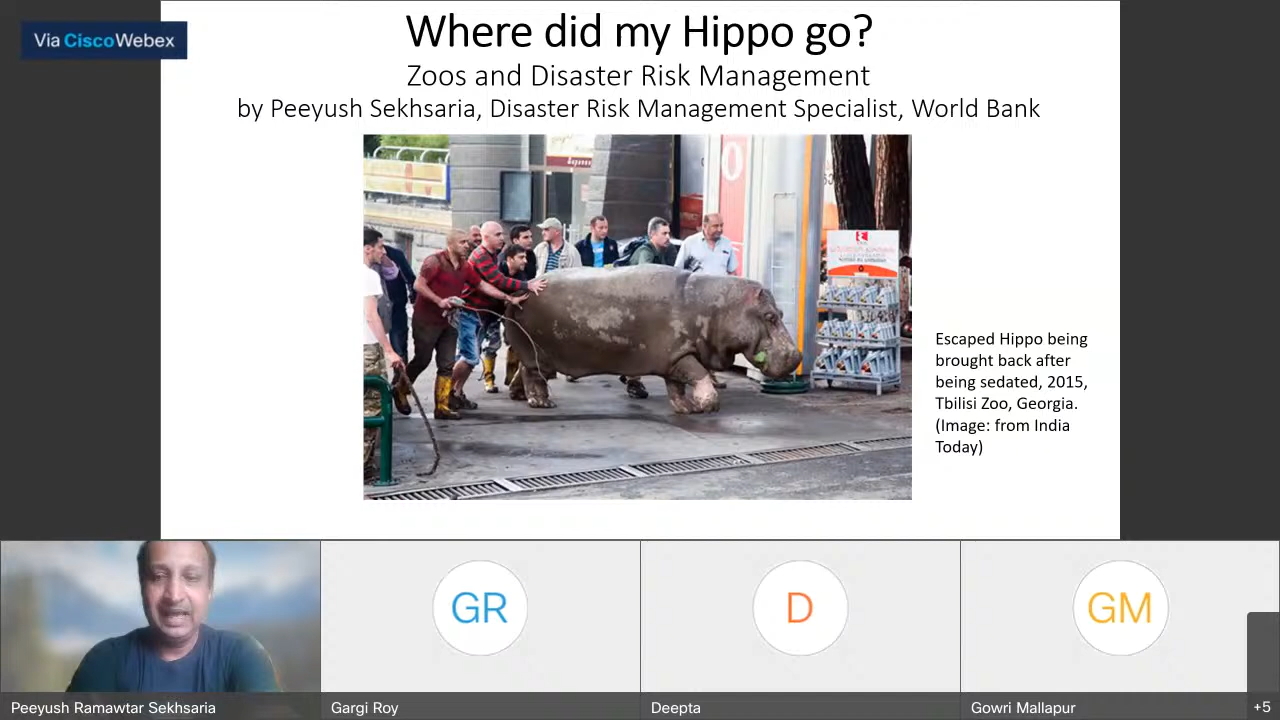 Via Cisco Webex
Where did my Hippo go?
Zoos and Disaster Risk Management
by Peeyush Sekhsaria, Disaster Risk Management Specialist, World Bank
Escaped Hippo being
brought back after
being sedated, 2015,
Tbilisi Zoo, Georgia.
(Image: from India
Today)
GR
D
GM
Peeyush Ramawtar Sekhsaria
Gargi Roy
Deepta
Gowri Mallapur
+5